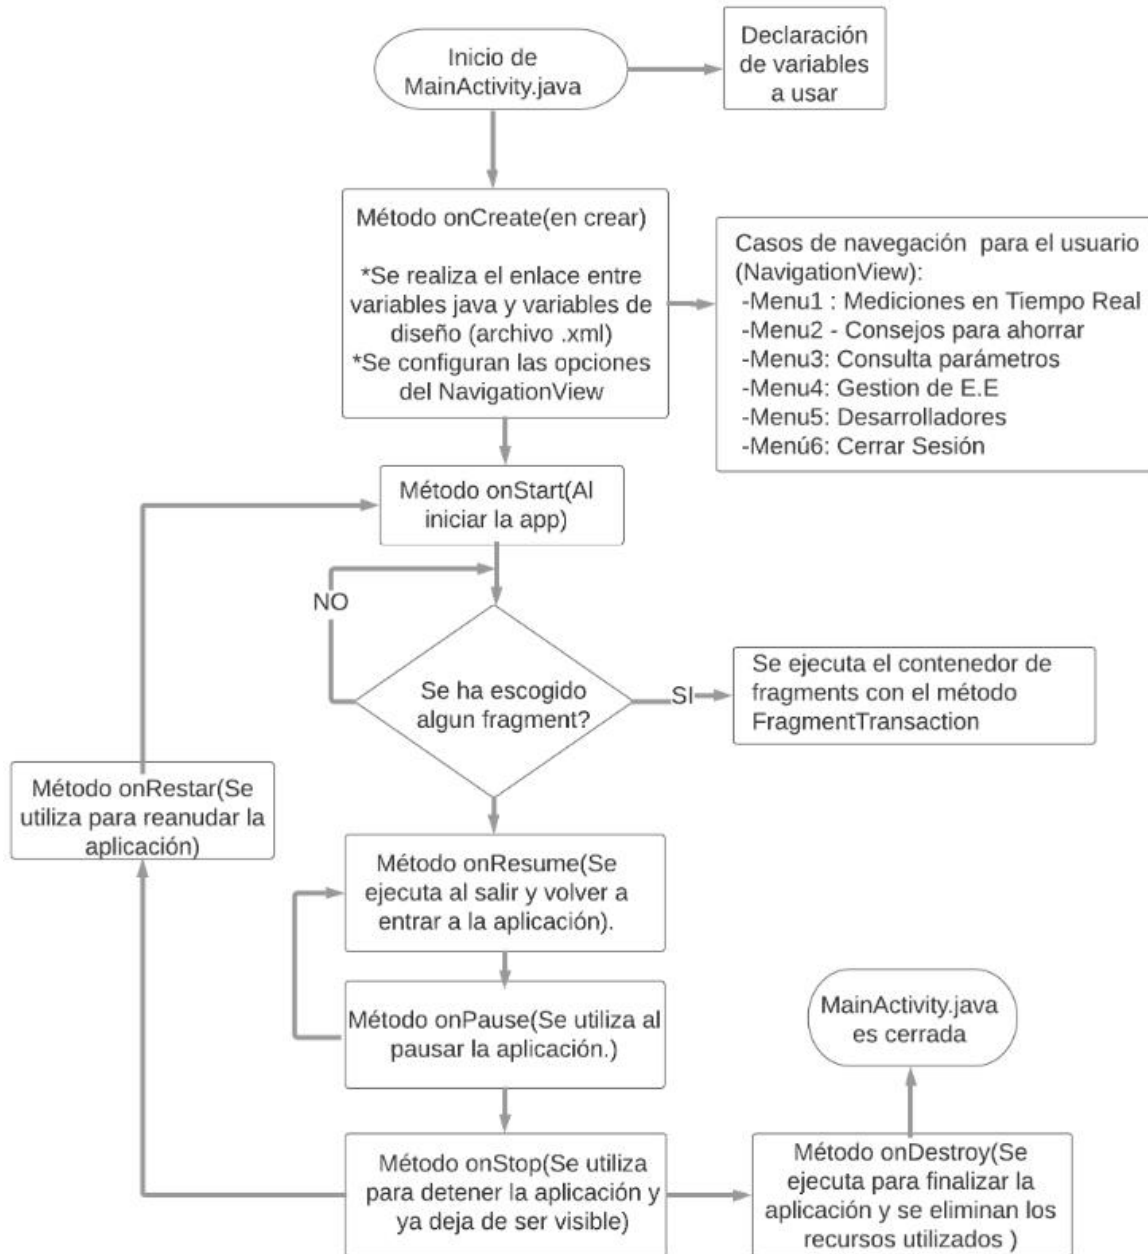 Inicio de
MainActivity.java
Declaración
de variables
a usar
Método onCreate(en crear)
*Se realiza el enlace entre
variables java y variables de
diseño (archivo .xml)
*Se configuran las opciones
del NavigationView
Casos de navegación para el usuario
(NavigationView):
-Menu1 : Mediciones en Tiempo Real
-Menu2 - Consejos para ahorrar
-Menu3: Consulta parámetros
-Menu4: Gestion de E.E
-Menu5: Desarrolladores
-Menú6: Cerrar Sesión
Método onStart(Al
iniciar la app)
NO
Se ha escogido
algun fragment?
SI
Se ejecuta el contenedor de
fragments con el método
FragmentTransaction
Método onRestar(Se
utiliza para reanudar la
aplicación)
Método onResume(Se
ejecuta al salir y volver a
entrar a la aplicación).
Método onPause(Se utiliza al
pausar la aplicación.)
MainActivity.java
es cerrada
Método onStop(Se utiliza
para detener la aplicación y
ya deja de ser visible)
Método onDestroy(Se
ejecuta para finalizar la
aplicación y se eliminan los
recursos utilizados )